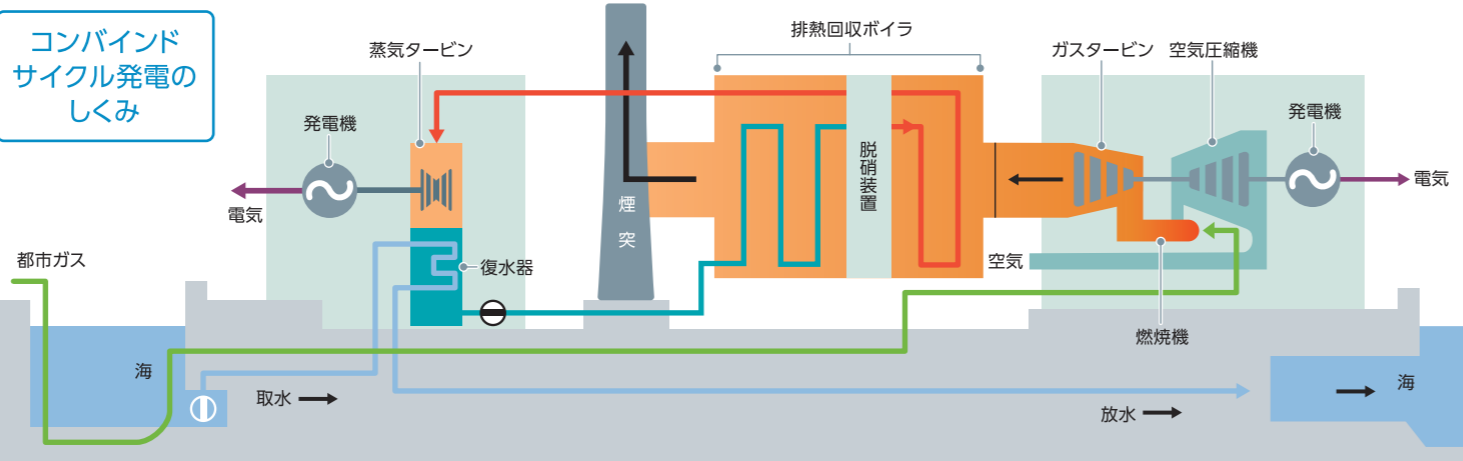 コンバインド
サイクル発電の
しくみ
蒸気タービン
排熱回収ボイラ
ガスタービン
空気圧縮機
発電機
発電機
電気
電気
脱硝装置
煙突
都市ガス
復水器
空気
燃焼機
海
取水
放水
海